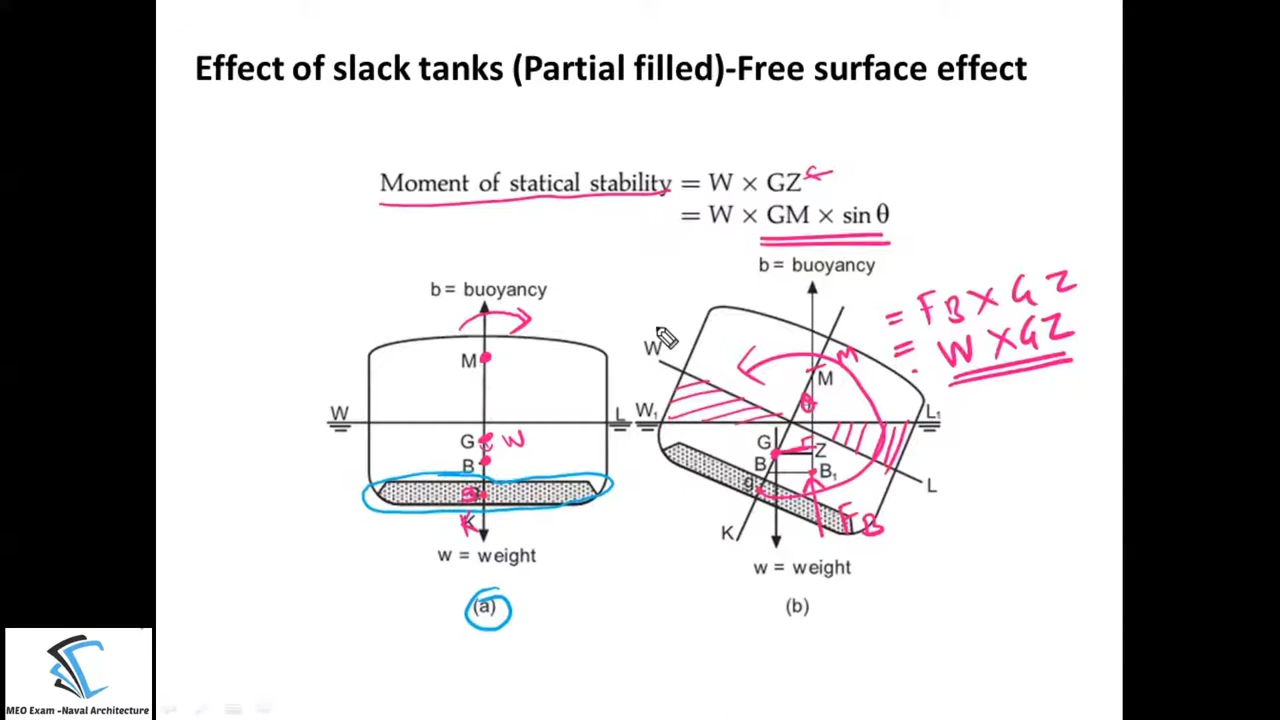 Effect of slack tanks (Partial filled)-Free surface effect
Moment of statical stability = W × GZ
= W × GM × sin θ
b = buoyancy
M
W
L
G
W
B
g
K
w = weight
(a)
b = buoyancy
= FB × GZ
= W × GZ
W
M
M
θ
W₁
L₁
G
Z
B
B₁
g
L
FB
K
w = weight
(b)
MEO Exam -Naval Architecture